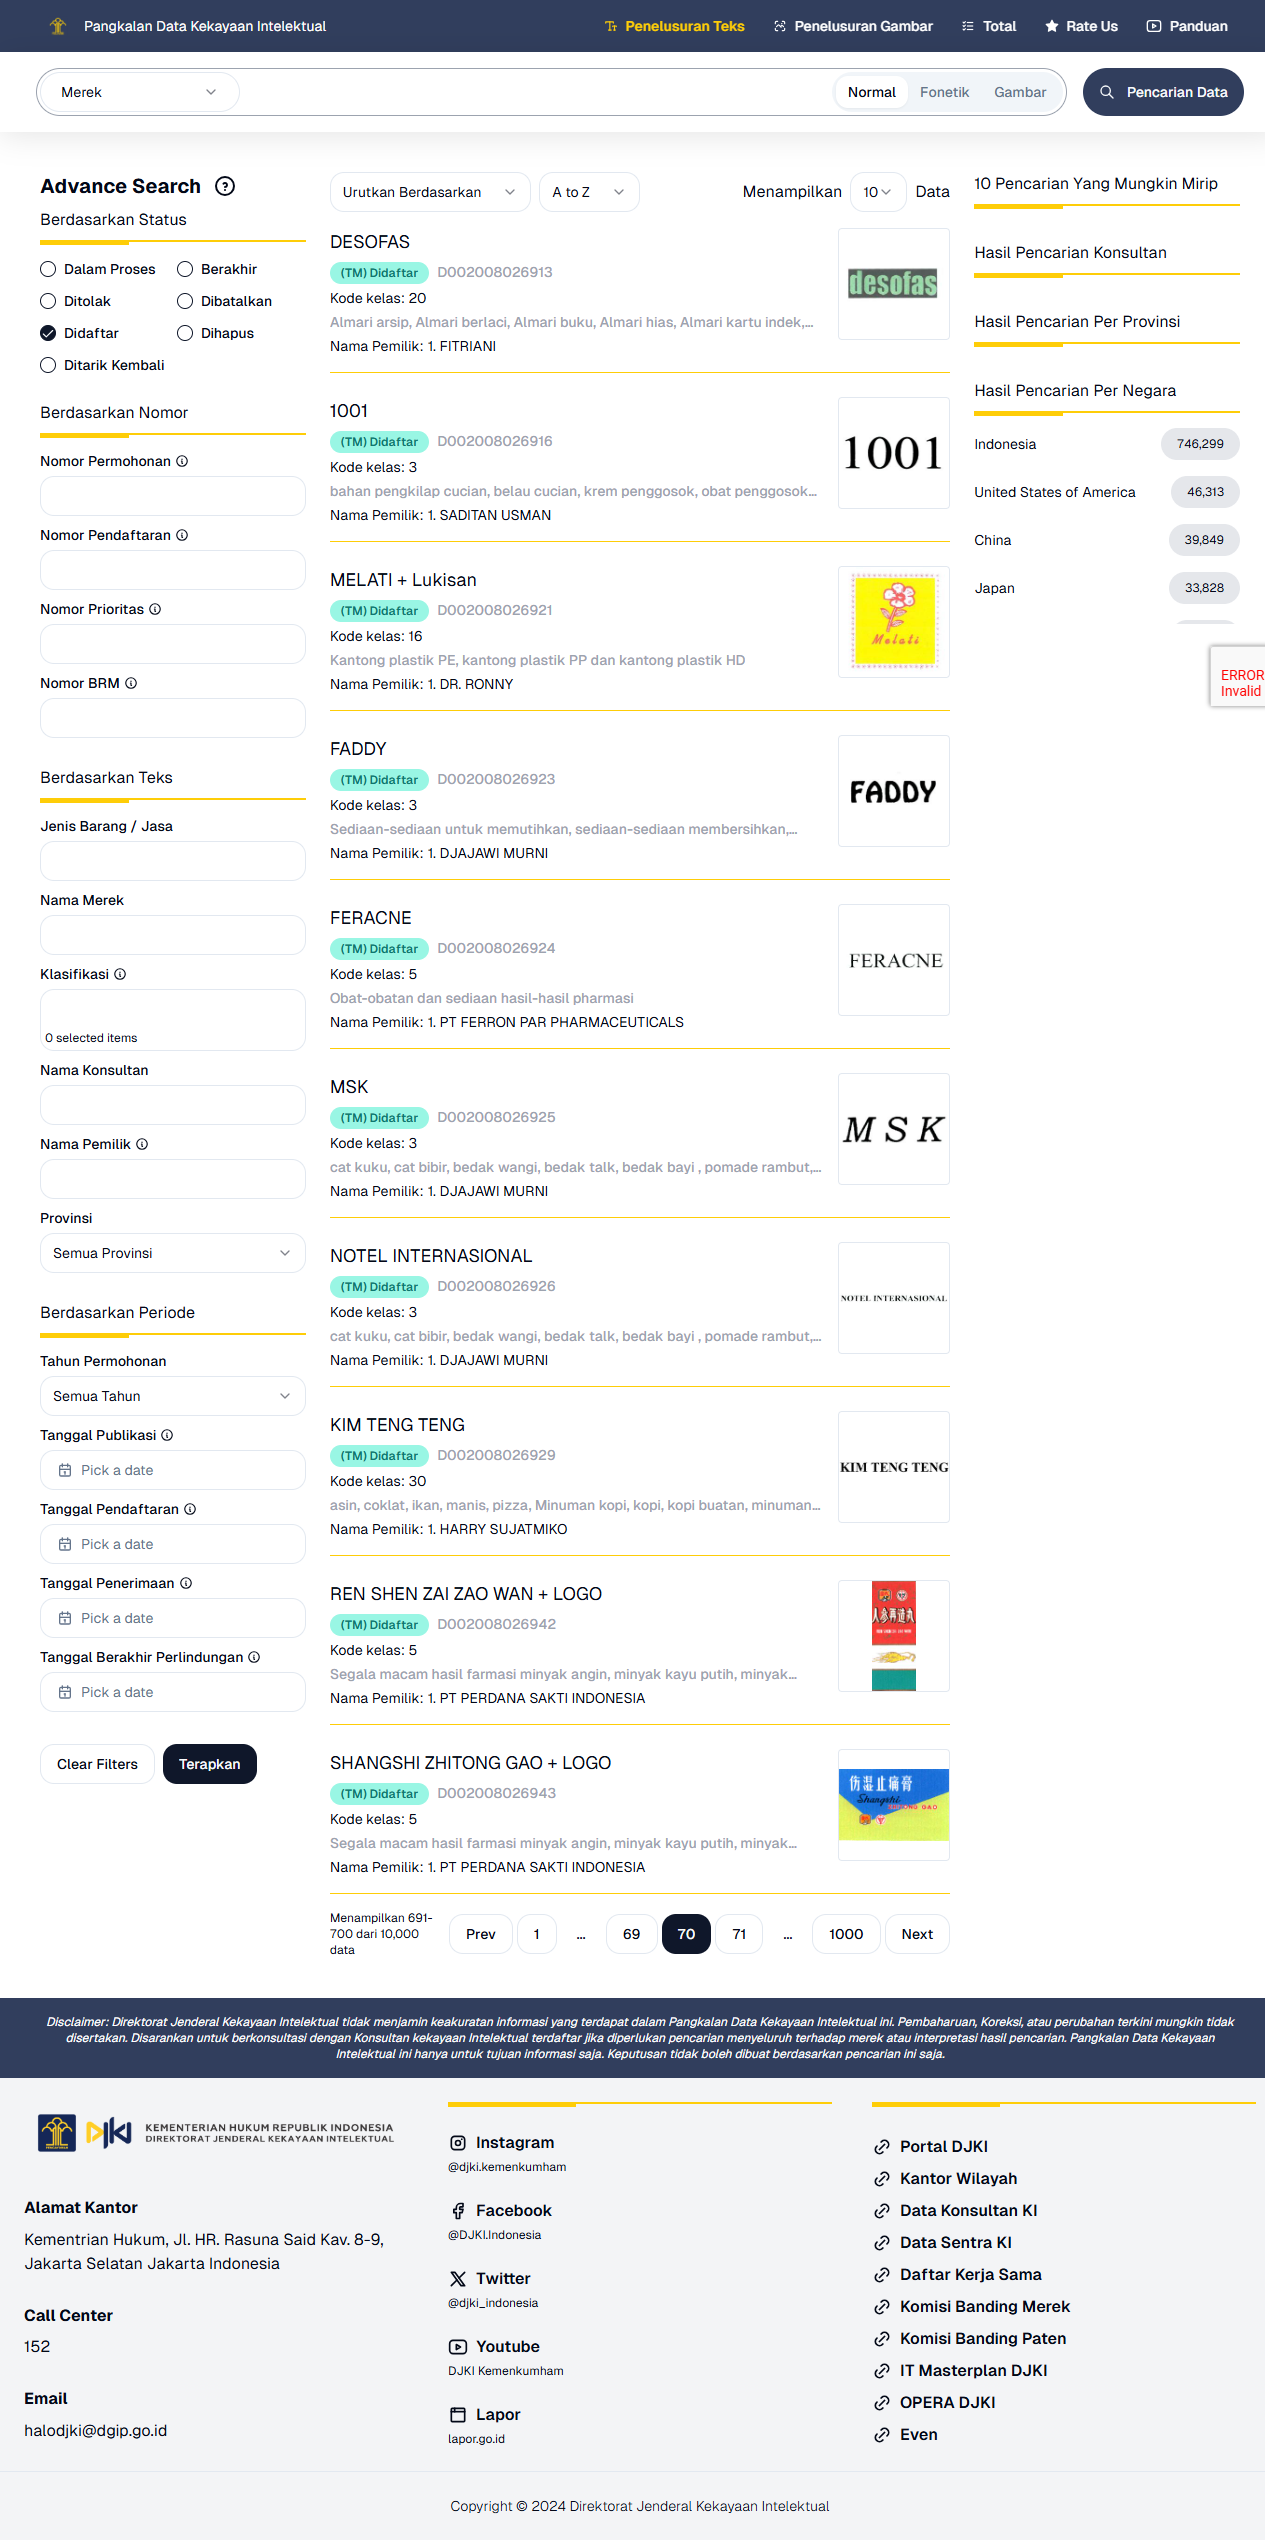 Pangkalan Data Kekayaan Intelektual
Penelusuran Teks
Penelusuran Gambar
Total
Rate Us
Panduan
Merek
Normal
Fonetik
Gambar
Pencarian Data
Advance Search
Berdasarkan Status
Dalam Proses
Berakhir
Ditolak
Dibatalkan
Didaftar
Dihapus
Ditarik Kembali
Berdasarkan Nomor
Nomor Permohonan
Nomor Pendaftaran
Nomor Prioritas
Nomor BRM
Berdasarkan Teks
Jenis Barang / Jasa
Nama Merek
Klasifikasi
0 selected items
Nama Konsultan
Nama Pemilik
Provinsi
Semua Provinsi
Berdasarkan Periode
Tahun Permohonan
Semua Tahun
Tanggal Publikasi
Pick a date
Tanggal Pendaftaran
Pick a date
Tanggal Penerimaan
Pick a date
Tanggal Berakhir Perlindungan
Pick a date
Clear Filters
Terapkan
Urutkan Berdasarkan
A to Z
Menampilkan
10
Data
DESOFAS
(TM) Didaftar D002008026913
Kode kelas: 20
Almari arsip, Almari berlaci, Almari buku, Almari hias, Almari kartu indek,...
Nama Pemilik: 1. FITRIANI
desofas
1001
(TM) Didaftar D002008026916
Kode kelas: 3
bahan pengkilap cucian, belau cucian, krem penggosok, obat penggosok...
Nama Pemilik: 1. SADITAN USMAN
1001
MELATI + Lukisan
(TM) Didaftar D002008026921
Kode kelas: 16
Kantong plastik PE, kantong plastik PP dan kantong plastik HD
Nama Pemilik: 1. DR. RONNY
Melati
FADDY
(TM) Didaftar D002008026923
Kode kelas: 3
Sediaan-sediaan untuk memutihkan, sediaan-sediaan membersihkan,...
Nama Pemilik: 1. DJAJAWI MURNI
FADDY
FERACNE
(TM) Didaftar D002008026924
Kode kelas: 5
Obat-obatan dan sediaan hasil-hasil pharmasi
Nama Pemilik: 1. PT FERRON PAR PHARMACEUTICALS
FERACNE
MSK
(TM) Didaftar D002008026925
Kode kelas: 3
cat kuku, cat bibir, bedak wangi, bedak talk, bedak bayi , pomade rambut,...
Nama Pemilik: 1. DJAJAWI MURNI
M S K
NOTEL INTERNASIONAL
(TM) Didaftar D002008026926
Kode kelas: 3
cat kuku, cat bibir, bedak wangi, bedak talk, bedak bayi , pomade rambut,...
Nama Pemilik: 1. DJAJAWI MURNI
NOTEL INTERNASIONAL
KIM TENG TENG
(TM) Didaftar D002008026929
Kode kelas: 30
asin, coklat, ikan, manis, pizza, Minuman kopi, kopi, kopi buatan, minuman...
Nama Pemilik: 1. HARRY SUJATMIKO
KIM TENG TENG
REN SHEN ZAI ZAO WAN + LOGO
(TM) Didaftar D002008026942
Kode kelas: 5
Segala macam hasil farmasi minyak angin, minyak kayu putih, minyak...
Nama Pemilik: 1. PT PERDANA SAKTI INDONESIA
人參再造丸
SHANGSHI ZHITONG GAO + LOGO
(TM) Didaftar D002008026943
Kode kelas: 5
Segala macam hasil farmasi minyak angin, minyak kayu putih, minyak...
Nama Pemilik: 1. PT PERDANA SAKTI INDONESIA
伤湿止痛膏
Shangshi
ZHITONG GAO
Menampilkan 691-
700 dari 10,000
data
Prev
1
...
69
70
71
...
1000
Next
10 Pencarian Yang Mungkin Mirip
Hasil Pencarian Konsultan
Hasil Pencarian Per Provinsi
Hasil Pencarian Per Negara
Indonesia 746,299
United States of America 46,313
China 39,849
Japan 33,828
ERROR
Invalid
Disclaimer: Direktorat Jenderal Kekayaan Intelektual tidak menjamin keakuratan informasi yang terdapat dalam Pangkalan Data Kekayaan Intelektual ini. Pembaharuan, Koreksi, atau perubahan terkini mungkin tidak
disertakan. Disarankan untuk berkonsultasi dengan Konsultan kekayaan Intelektual terdaftar jika diperlukan pencarian menyeluruh terhadap merek atau interpretasi hasil pencarian. Pangkalan Data Kekayaan
Intelektual ini hanya untuk tujuan informasi saja. Keputusan tidak boleh dibuat berdasarkan pencarian ini saja.
KEMENTERIAN HUKUM REPUBLIK INDONESIA
DIREKTORAT JENDERAL KEKAYAAN INTELEKTUAL
Alamat Kantor
Kementrian Hukum, Jl. HR. Rasuna Said Kav. 8-9,
Jakarta Selatan Jakarta Indonesia
Call Center
152
Email
halodjki@dgip.go.id
Instagram
@djki.kemenkumham
Facebook
@DJKI.Indonesia
Twitter
@djki_indonesia
Youtube
DJKI Kemenkumham
Lapor
lapor.go.id
Portal DJKI
Kantor Wilayah
Data Konsultan KI
Data Sentra KI
Daftar Kerja Sama
Komisi Banding Merek
Komisi Banding Paten
IT Masterplan DJKI
OPERA DJKI
Even
Copyright © 2024 Direktorat Jenderal Kekayaan Intelektual